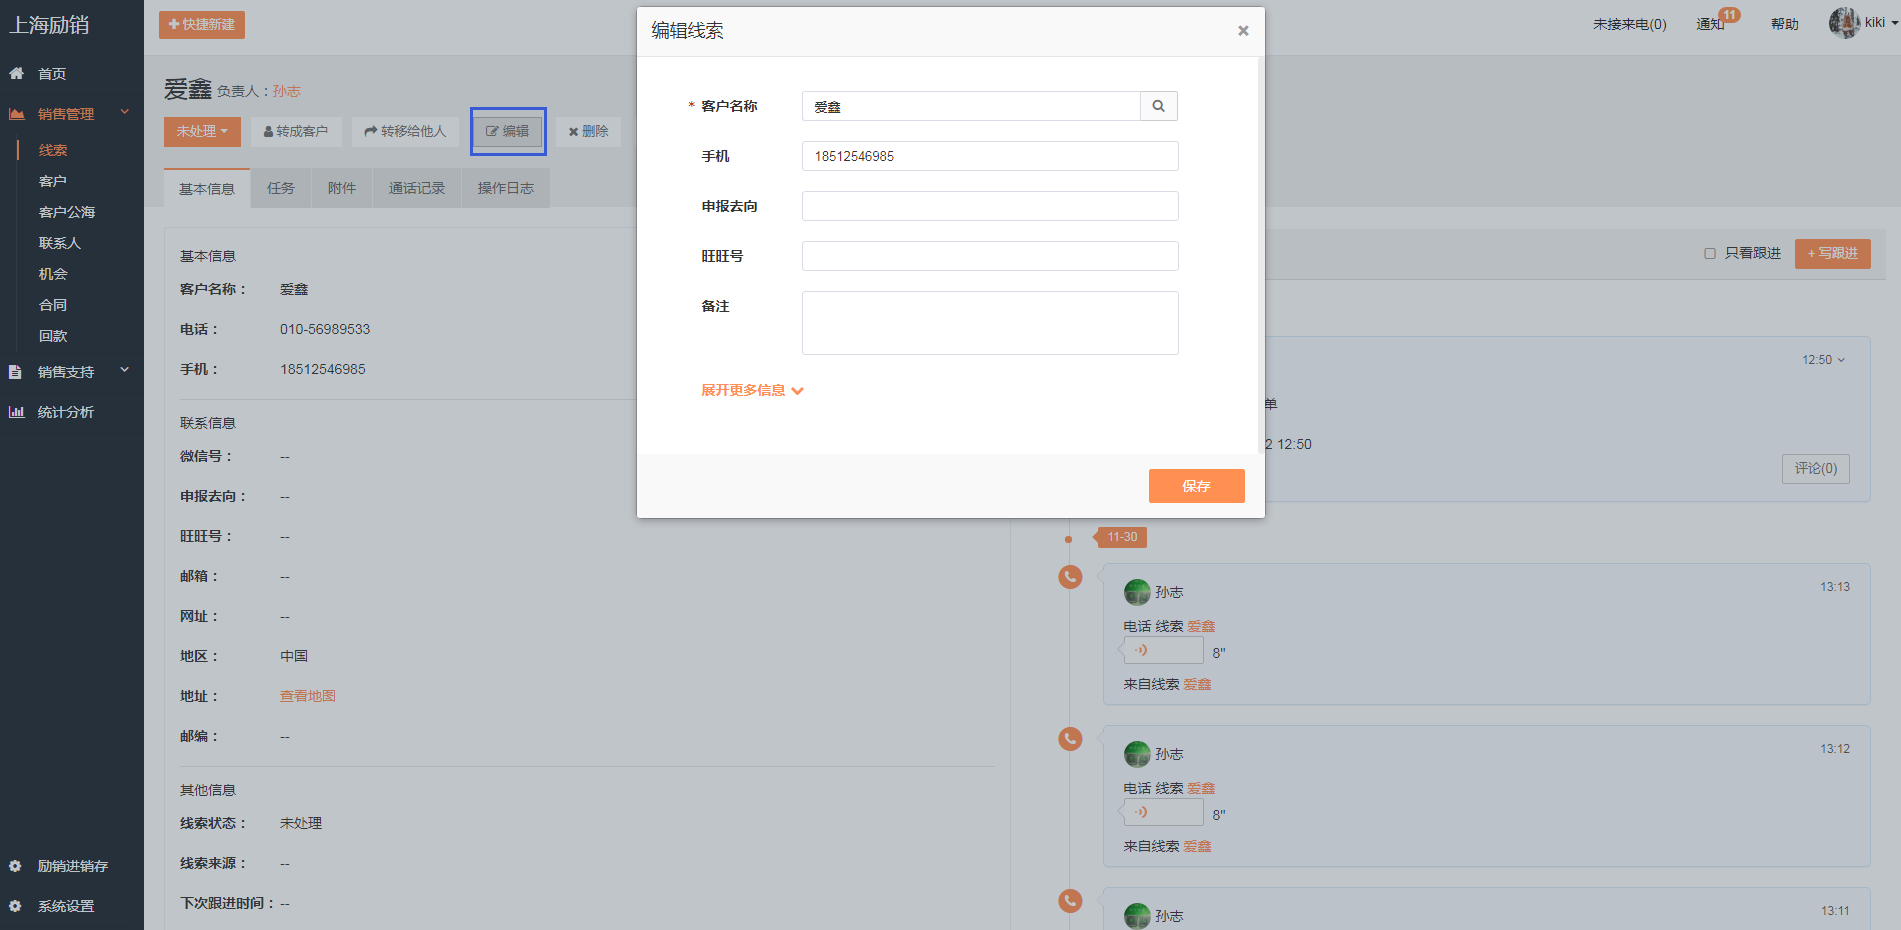 上海励销
首页
销售管理
线索
客户
客户公海
联系人
机会
合同
回款
销售支持
统计分析
励销进销存
系统设置
快捷新建
未接来电(0)
通知 11
帮助
kiki
爱鑫 负责人：孙志
未处理
转成客户
转移给他人
编辑
删除
基本信息
任务
附件
通话记录
操作日志
基本信息
客户名称： 爱鑫
电话： 010-56989533
手机： 18512546985
联系信息
微信号： --
申报去向： --
旺旺号： --
邮箱： --
网址： --
地区： 中国
地址： 查看地图
邮编： --
其他信息
线索状态： 未处理
线索来源： --
下次跟进时间： --
编辑线索
×
* 客户名称 爱鑫
手机 18512546985
申报去向
旺旺号
备注
展开更多信息
保存
只看跟进
+ 写跟进
12:50
单
2 12:50
评论(0)
11-30
孙志 13:13
电话 线索 爱鑫
8"
来自线索 爱鑫
孙志 13:12
电话 线索 爱鑫
8"
来自线索 爱鑫
孙志 13:11